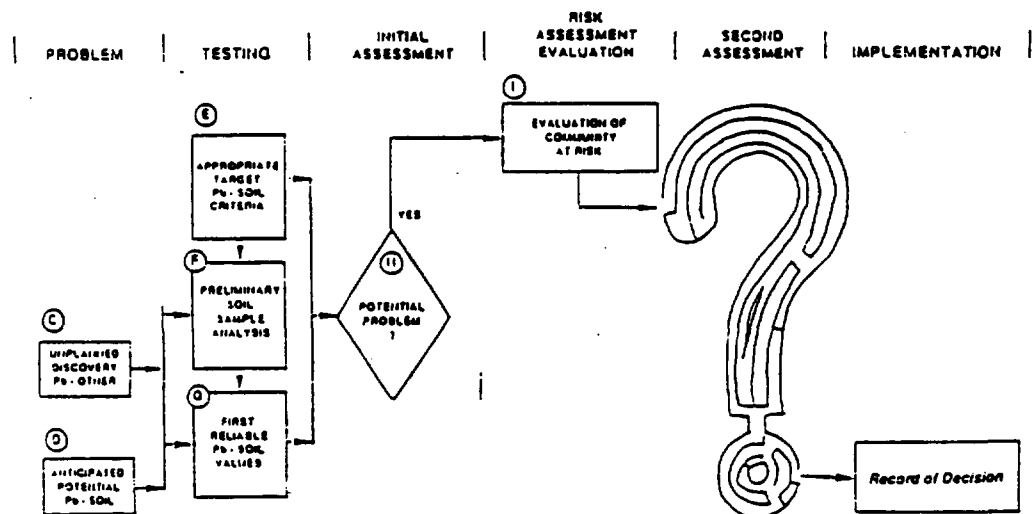 PROBLEM
TESTING
INITIAL
ASSESSMENT
RISK
ASSESSMENT
EVALUATION
SECOND
ASSESSMENT
IMPLEMENTATION
E
APPROPRIATE
TARGET
Pb - SOIL
CRITERIA
F
PRELIMINARY
SOIL
SAMPLE
ANALYSIS
G
FIRST
RELIABLE
Pb - SOIL
VALUES
C
UNPLANNED
DISCOVERY
Pb - OTHER
D
ANTICIPATED
POTENTIAL
Pb - SOIL
H
POTENTIAL
PROBLEM
?
YES
I
EVALUATION OF
COMMUNITY
AT RISK
Record of Decision